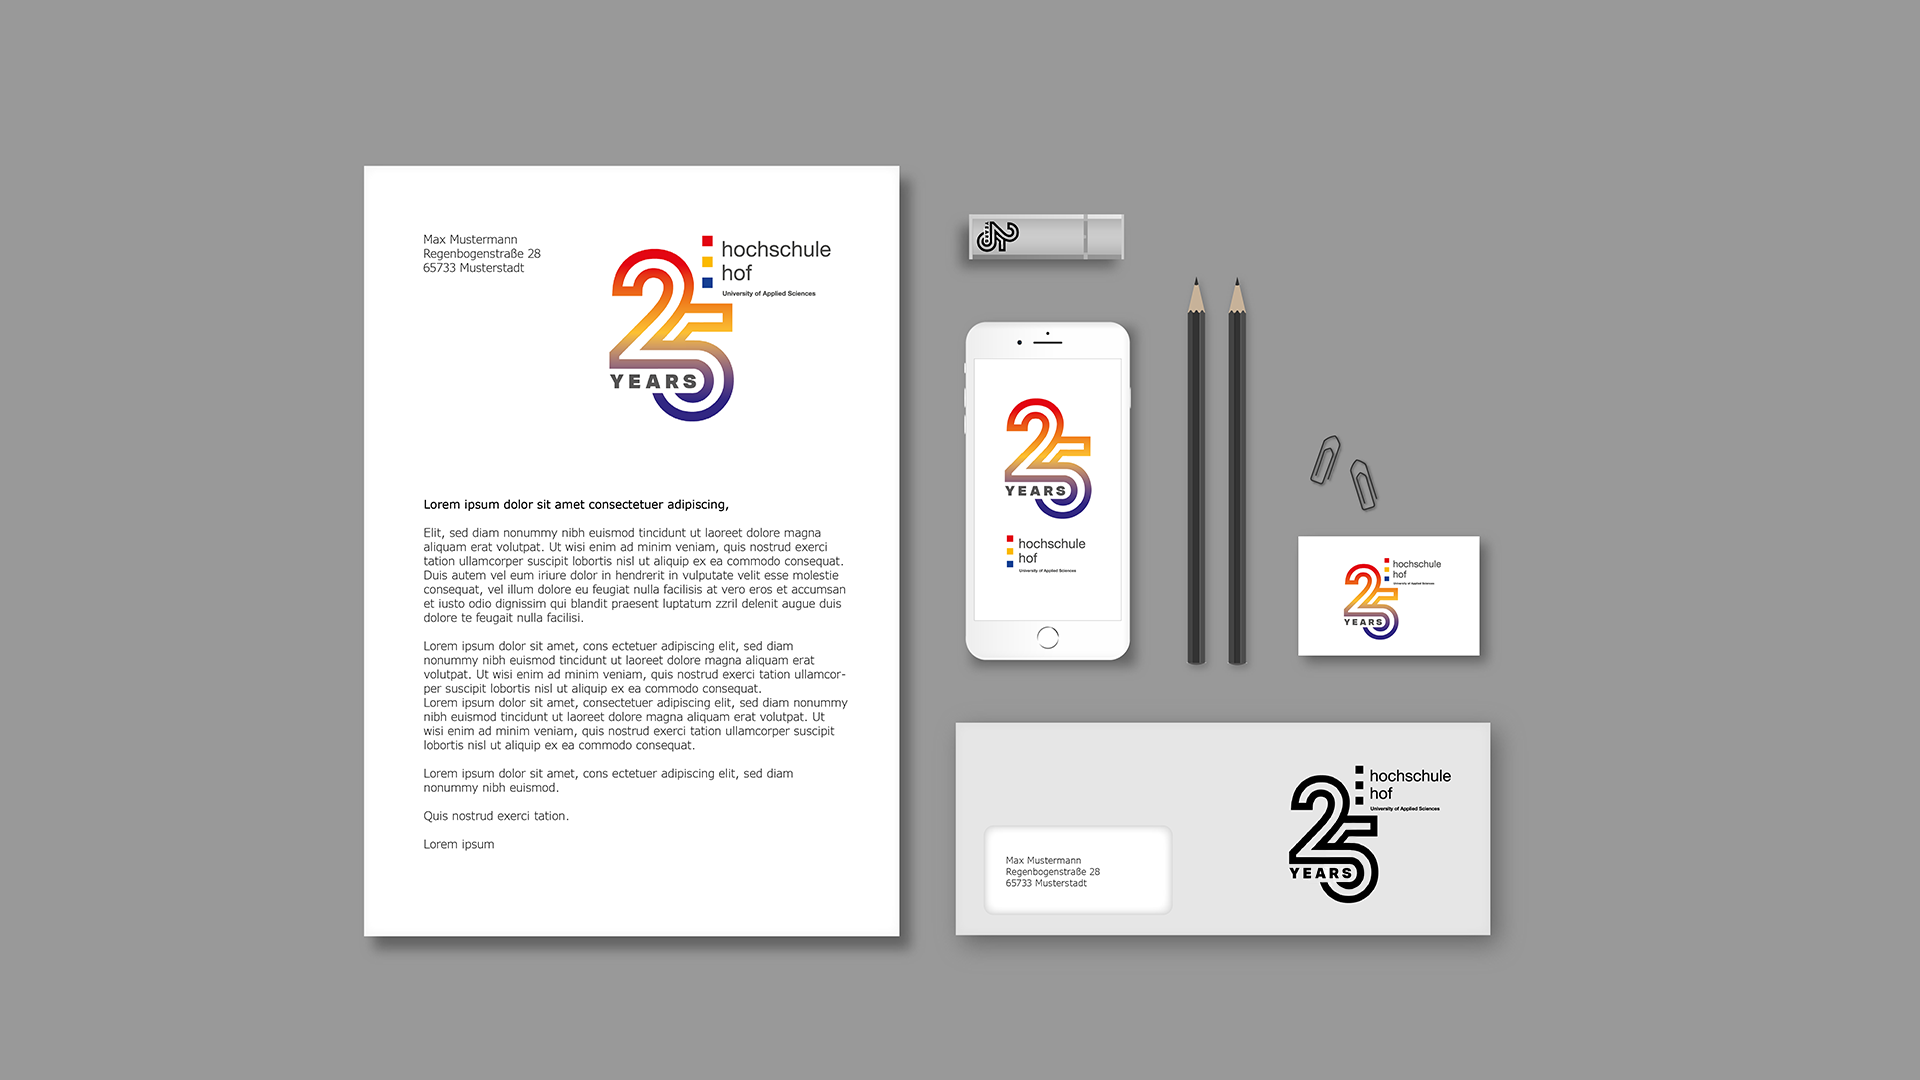 Max Mustermann
Regenbogenstraße 28
65733 Musterstadt
hochschule
hof
University of Applied Sciences
25
YEARS
Lorem ipsum dolor sit amet consectetuer adipiscing,
Elit, sed diam nonummy nibh euismod tincidunt ut laoreet dolore magna
aliquam erat volutpat. Ut wisi enim ad minim veniam, quis nostrud exerci
tation ullamcorper suscipit lobortis nisl ut aliquip ex ea commodo consequat.
Duis autem vel eum iriure dolor in hendrerit in vulputate velit esse molestie
consequat, vel illum dolore eu feugiat nulla facilisis at vero eros et accumsan
et iusto odio dignissim qui blandit praesent luptatum zzril delenit augue duis
dolore te feugait nulla facilisi.
Lorem ipsum dolor sit amet, cons ectetuer adipiscing elit, sed diam
nonummy nibh euismod tincidunt ut laoreet dolore magna aliquam erat
volutpat. Ut wisi enim ad minim veniam, quis nostrud exerci tation ullamcor-
per suscipit lobortis nisl ut aliquip ex ea commodo consequat.
Lorem ipsum dolor sit amet, consectetuer adipiscing elit, sed diam nonummy
nibh euismod tincidunt ut laoreet dolore magna aliquam erat volutpat. Ut
wisi enim ad minim veniam, quis nostrud exerci tation ullamcorper suscipit
lobortis nisl ut aliquip ex ea commodo consequat.
Lorem ipsum dolor sit amet, cons ectetuer adipiscing elit, sed diam
nonummy nibh euismod.
Quis nostrud exerci tation.
Lorem ipsum
25
25
YEARS
hochschule
hof
University of Applied Sciences
hochschule
hof
University of Applied Sciences
25
YEARS
hochschule
hof
University of Applied Sciences
25
YEARS
Max Mustermann
Regenbogenstraße 28
65733 Musterstadt